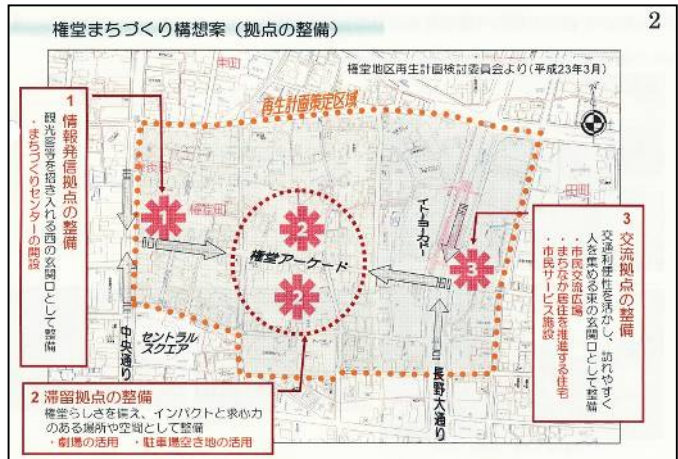 2
権堂まちづくり構想案（拠点の整備）
権堂地区再生計画検討委員会より(平成23年3月)
再生計画策定区域
1
情報発信拠点の整備
観光客等を招き入れる西の玄関口として整備
・まちづくりセンターの開設
1
権堂町
2
権堂アーケード
2
イトーヨーカドー
3
田町
3
交流拠点の整備
交通利便性を活かし、訪れやすく
人を集める東の玄関口として整備
・市民交流広場
・まちなか居住を推進する住宅
・市民サービス施設
中央通り
セントラル
スクエア
長野大通り
2 滞留拠点の整備
権堂らしさを備え、インパクトと求心力
のある場所や空間として整備
・劇場の活用 ・駐車場空き地の活用